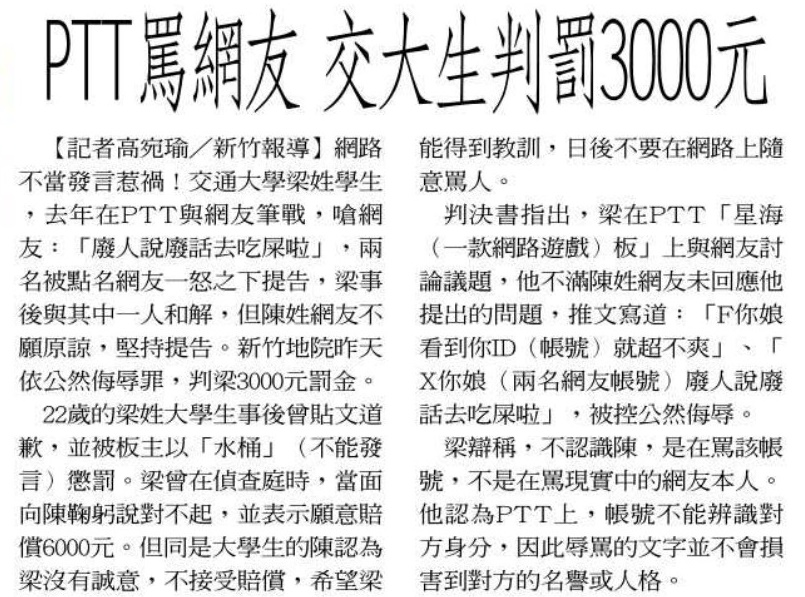 PTT罵網友 交大生判罰3000元
【記者高宛瑜／新竹報導】網路
不當發言惹禍！交通大學梁姓學生
，去年在PTT與網友筆戰，嗆網
友：「廢人說廢話去吃屎啦」，兩
名被點名網友一怒之下提告，梁事
後與其中一人和解，但陳姓網友不
願原諒，堅持提告。新竹地院昨天
依公然侮辱罪，判梁3000元罰金。
22歲的梁姓大學生事後曾貼文道
歉，並被板主以「水桶」（不能發
言）懲罰。梁曾在偵查庭時，當面
向陳鞠躬說對不起，並表示願意賠
償6000元。但同是大學生的陳認為
梁沒有誠意，不接受賠償，希望梁
能得到教訓，日後不要在網路上隨
意罵人。
判決書指出，梁在PTT「星海
（一款網路遊戲）板」上與網友討
論議題，他不滿陳姓網友未回應他
提出的問題，推文寫道：「F你娘
看到你ID（帳號）就超不爽」、「
X你娘（兩名網友帳號）廢人說廢
話去吃屎啦」，被控公然侮辱。
梁辯稱，不認識陳，是在罵該帳
號，不是在罵現實中的網友本人。
他認為PTT上，帳號不能辨識對
方身分，因此辱罵的文字並不會損
害到對方的名譽或人格。